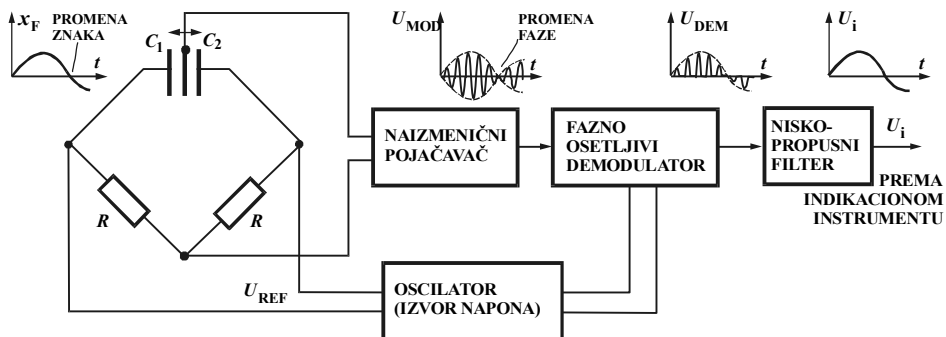 x_F
PROMENA
ZNAKA
t
C_1
C_2
U_MOD
PROMENA
FAZE
t
U_DEM
t
U_i
t
NAIZMENIČNI
POJAČAVAČ
FAZNO
OSETLJIVI
DEMODULATOR
NISKO-
PROPUSNI
FILTER
U_i
PREMA
INDIKACIONOM
INSTRUMENTU
R
R
U_REF
OSCILATOR
(IZVOR NAPONA)